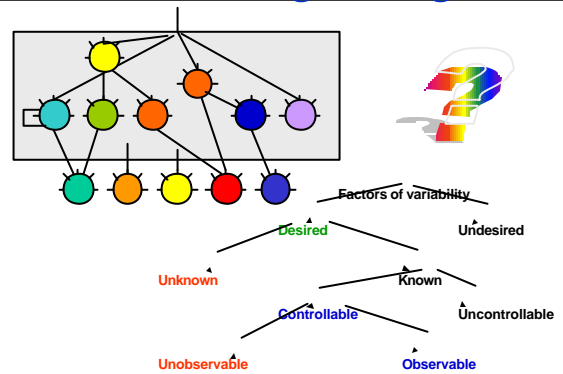 Factors of variability
Desired Undesired
Unknown Known
Controllable Uncontrollable
Unobservable Observable